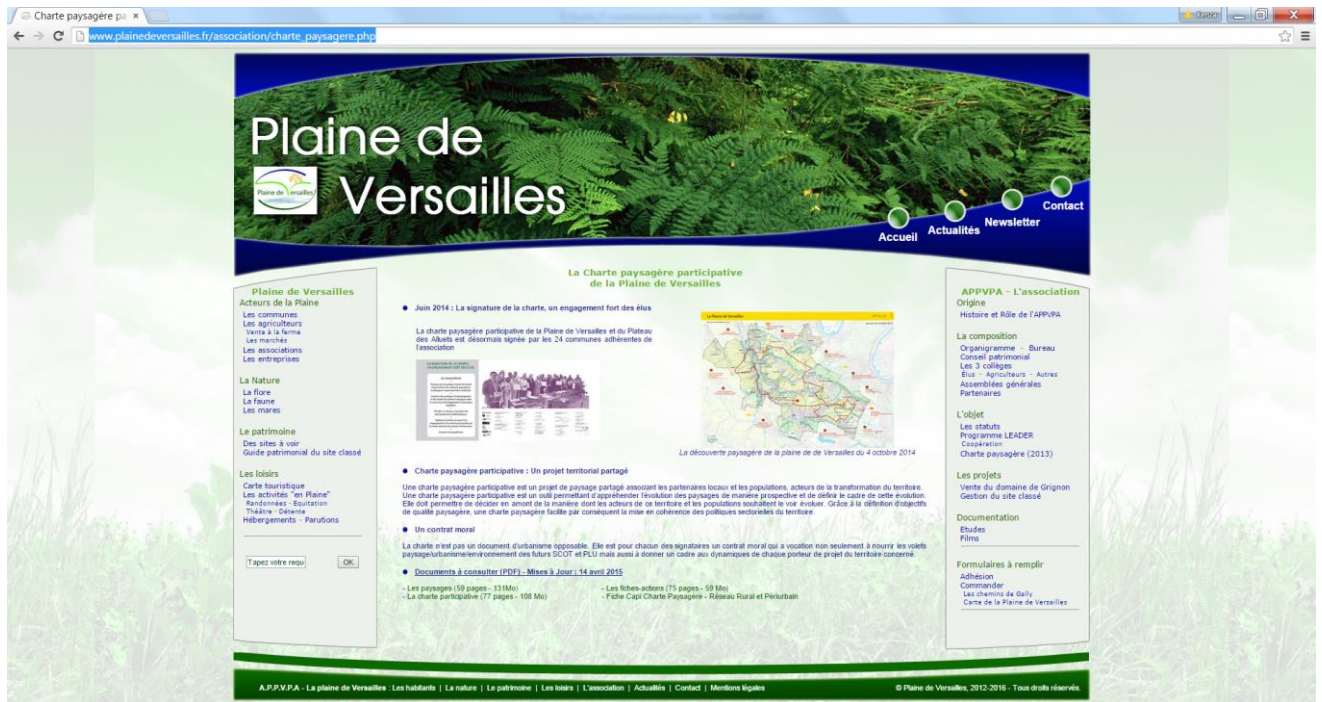 Charte paysagère pa
www.plainedeversailles.fr/association/charte_paysagere.php
Plaine de
Versailles
Plaine de Versailles
Accueil
Actualités
Newsletter
Contact
Plaine de Versailles
Acteurs de la Plaine
Les communes
Les agriculteurs
Vente à la ferme
Les marchés
Les associations
Les entreprises
La Nature
La flore
La faune
Les mares
Le patrimoine
Des sites à voir
Guide patrimonial du site classé
Les loisirs
Carte touristique
Les activités "en Plaine"
Randonnées - Equitation
Théâtre - Détente
Hébergements - Parutions
Tapez votre requ
OK
La Charte paysagère participative
de la Plaine de Versailles
Juin 2014 : La signature de la charte, un engagement fort des élus
La charte paysagère participative de la Plaine de Versailles et du Plateau
des Alluets est désormais signée par les 24 communes adhérentes de
l'association
La découverte paysagère de la plaine de de Versailles du 4 octobre 2014
Charte paysagère participative : Un projet territorial partagé
Une charte paysagère participative est un projet de paysage partagé associant les partenaires locaux et les populations, acteurs de la transformation du territoire.
Une charte paysagère participative est un outil permettant d'appréhender l'évolution des paysages de manière prospective et de définir le cadre de cette évolution.
Elle doit permettre de décider en amont de la manière dont les acteurs de ce territoire et les populations souhaitent le voir évoluer. Grâce à la définition d'objectifs
de qualité paysagère, une charte paysagère facilite par conséquent la mise en cohérence des politiques sectorielles du territoire.
Un contrat moral
La charte n'est pas un document d'urbanisme opposable. Elle est pour chacun des signataires un contrat moral qui a vocation non seulement à nourrir les volets
paysage/urbanisme/environnement des futurs SCOT et PLU mais aussi à donner un cadre aux dynamiques de chaque porteur de projet du territoire concerné.
Documents à consulter (PDF) - Mises à Jour : 14 avril 2015
- Les paysages (59 pages - 131Mo)
- La charte participative (77 pages - 108 Mo)
- Les fiches-actions (75 pages - 59 Mo)
- Fiche Capi Charte Paysagère - Réseau Rural et Périurbain
APPVPA - L'association
Origine
Histoire et Rôle de l'APPVPA
La composition
Organigramme - Bureau
Conseil patrimonial
Les 3 collèges
Élus - Agriculteurs - Autres
Assemblées générales
Partenaires
L'objet
Les statuts
Programme LEADER
Coopération
Charte paysagère (2013)
Les projets
Vente du domaine de Grignon
Gestion du site classé
Documentation
Etudes
Films
Formulaires à remplir
Adhésion
Commander
Les chemins de Gally
Carte de la Plaine de Versailles
A.P.P.V.P.A - La plaine de Versailles : Les habitants | La nature | Le patrimoine | Les loisirs | L'association | Actualités | Contact | Mentions légales
© Plaine de Versailles, 2012-2016 - Tous droits réservés.